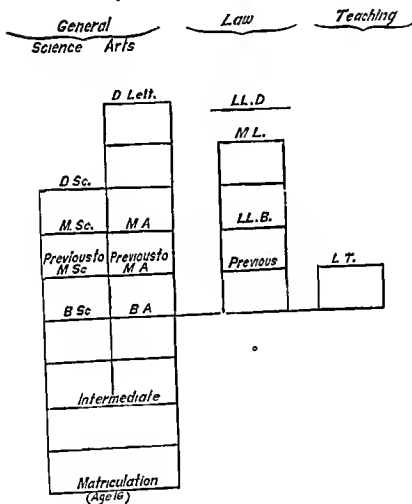 General
Science Arts
Law
Teaching
D Lett.
LL.D
M L.
D Sc.
M. Sc.
M A
LL.B.
Previous to
M Sc
Previous to
M A
Previous
L T.
B Sc
B A
Intermediate
Matriculation
(Age 16)